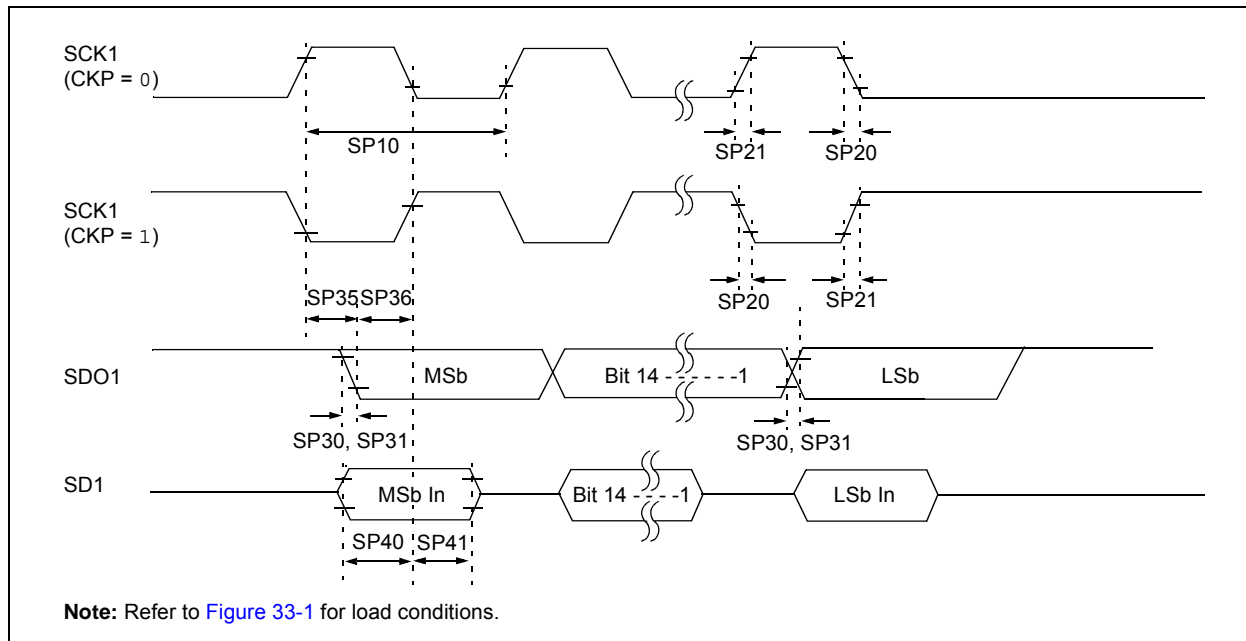 SCK1
(CKP = 0)
SP10
SP21
SP20
SCK1
(CKP = 1)
SP35
SP36
SP20
SP21
SDO1
MSb
Bit 14 - - - - - -1
LSb
SP30, SP31
SP30, SP31
SD1
MSb In
Bit 14 - - - - -1
LSb In
SP40
SP41
Note: Refer to Figure 33-1 for load conditions.